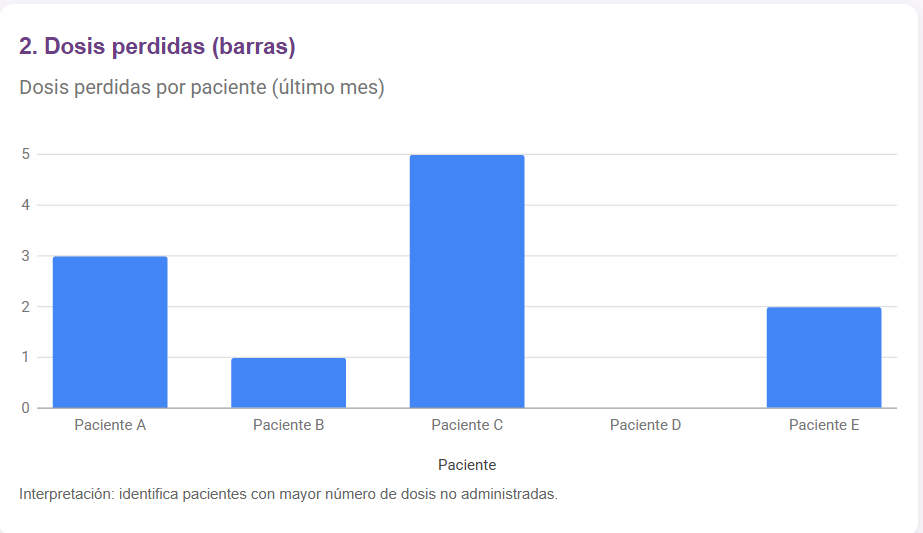 2. Dosis perdidas (barras)
Dosis perdidas por paciente (último mes)
5
4
3
2
1
0
Paciente A Paciente B Paciente C Paciente D Paciente E
Paciente
Interpretación: identifica pacientes con mayor número de dosis no administradas.